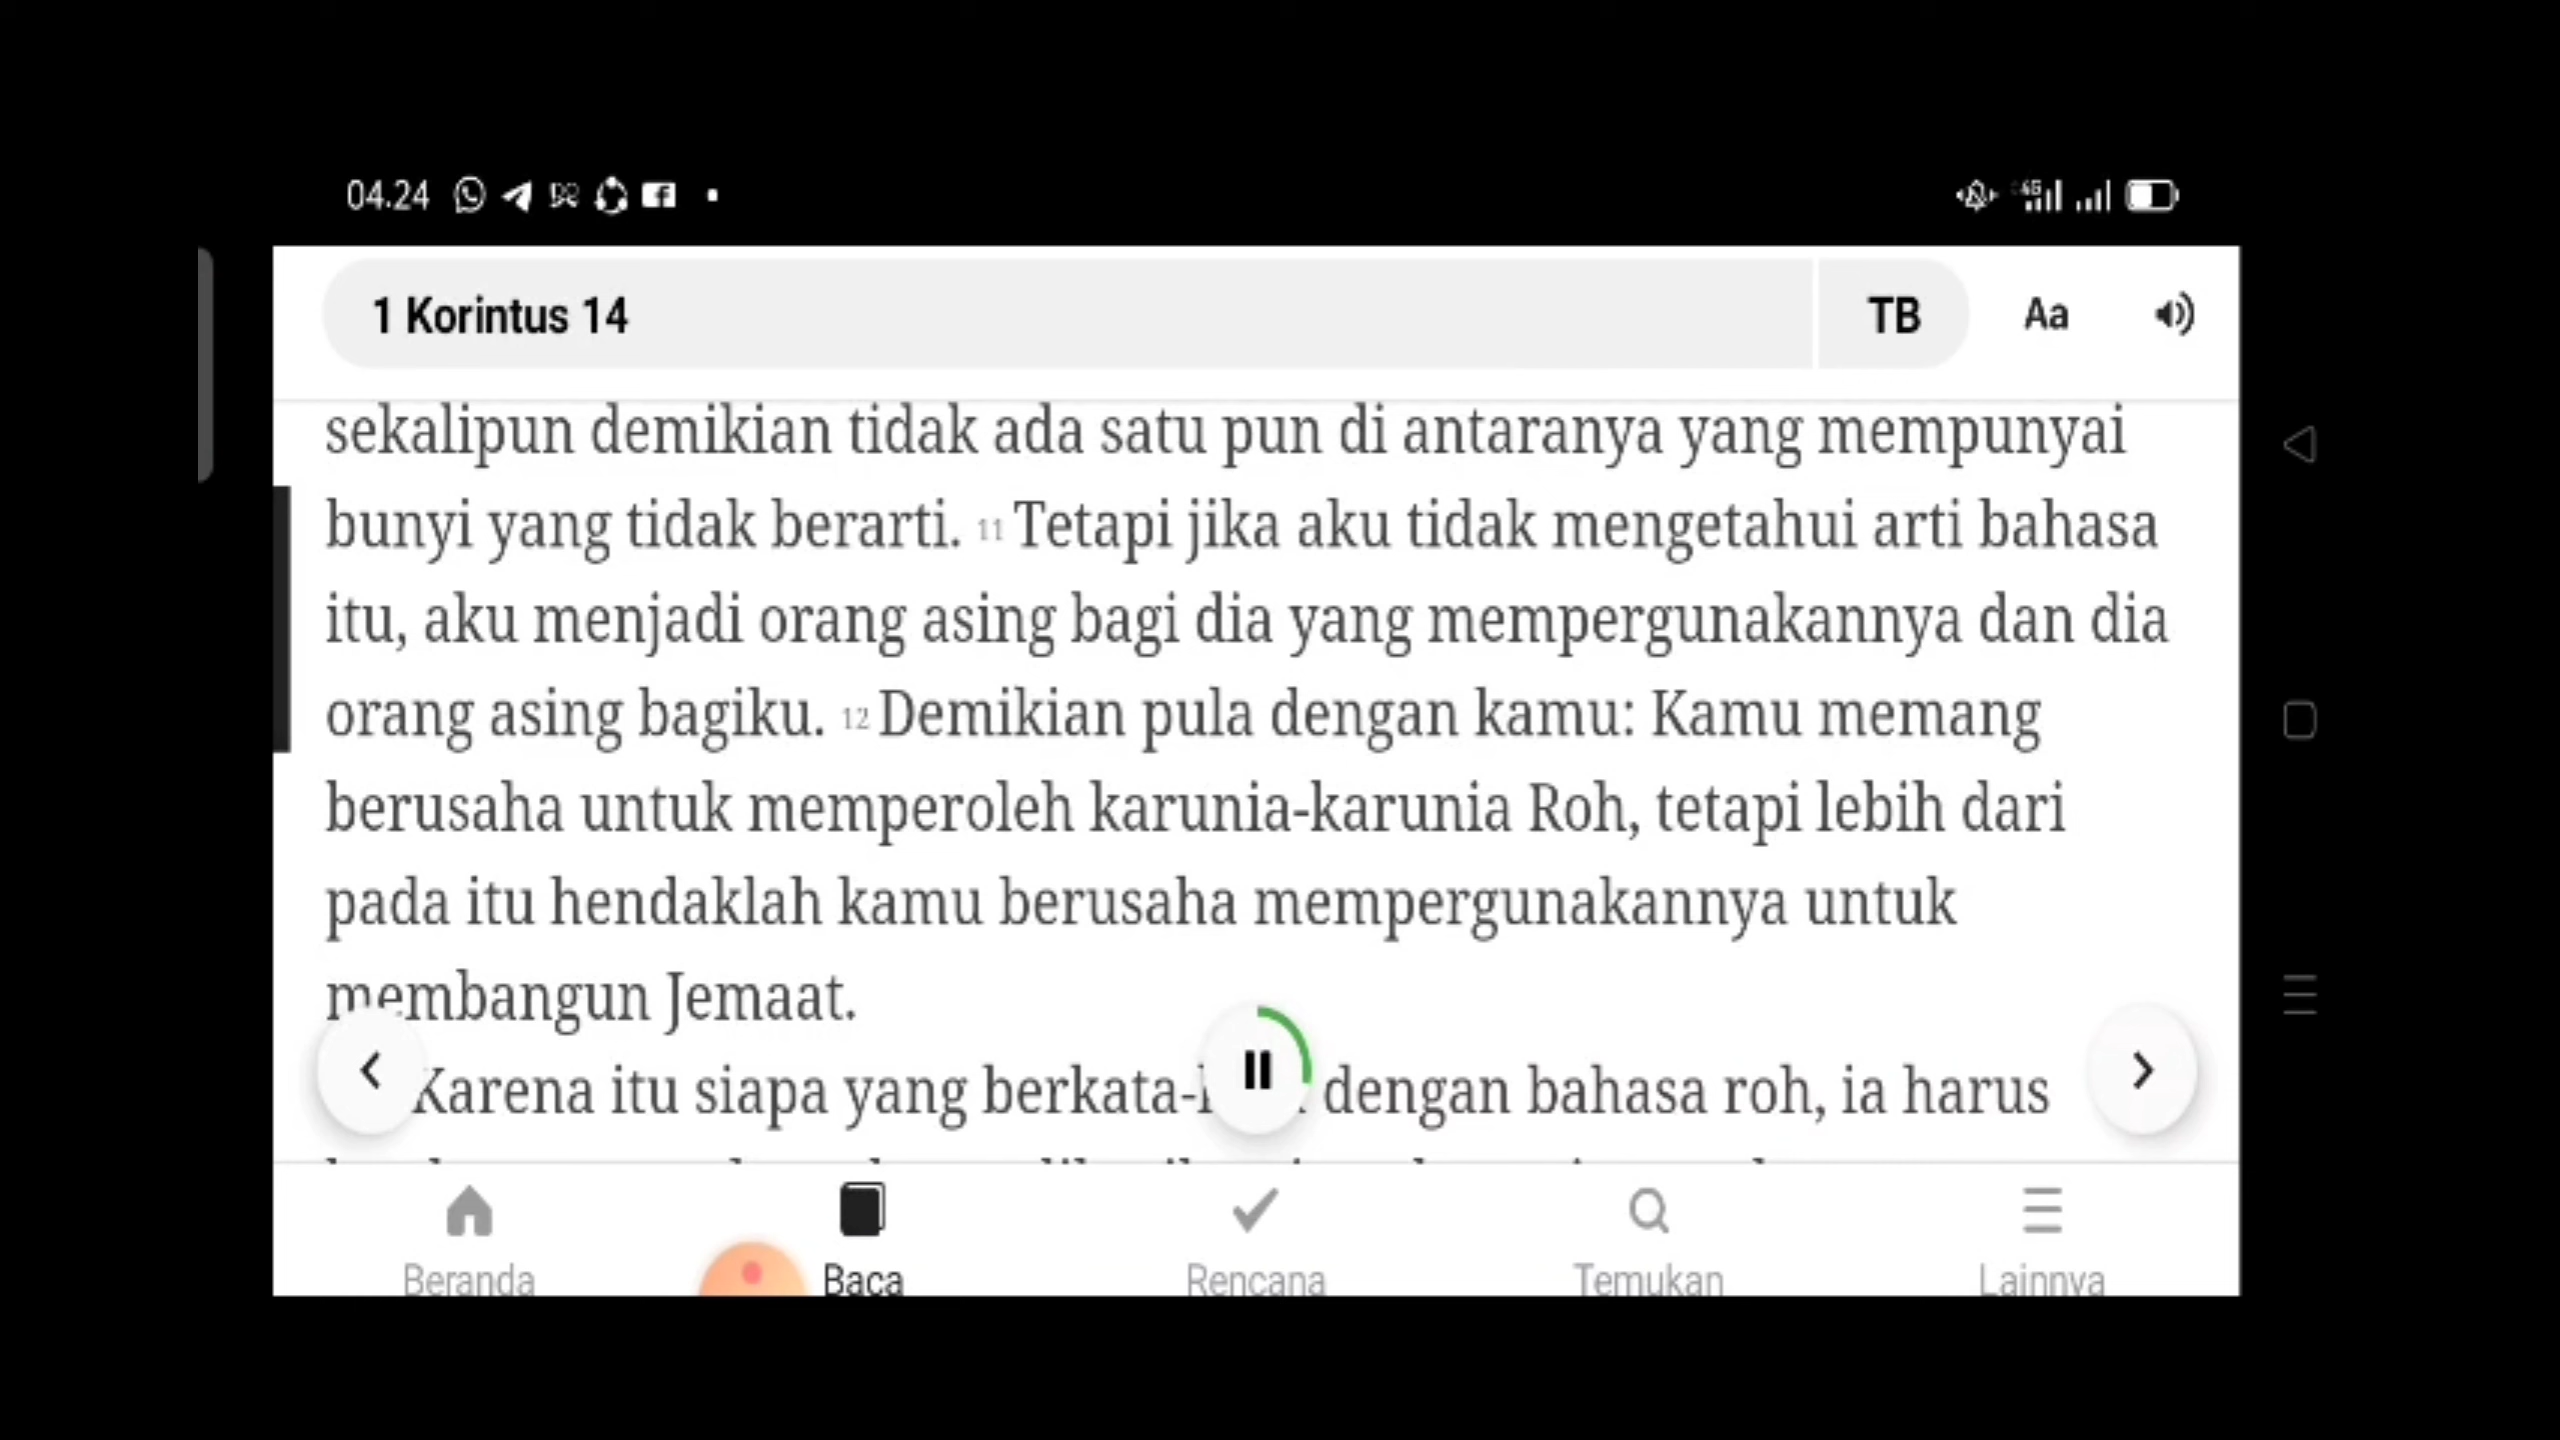 04.24
1 Korintus 14 TB Aa
sekalipun demikian tidak ada satu pun di antaranya yang mempunyai
bunyi yang tidak berarti. 11 Tetapi jika aku tidak mengetahui arti bahasa
itu, aku menjadi orang asing bagi dia yang mempergunakannya dan dia
orang asing bagiku. 12 Demikian pula dengan kamu: Kamu memang
berusaha untuk memperoleh karunia-karunia Roh, tetapi lebih dari
pada itu hendaklah kamu berusaha mempergunakannya untuk
membangun Jemaat.
Karena itu siapa yang dengan bahasa roh, ia harus
Beranda Baca Rencana Temukan Lainnya